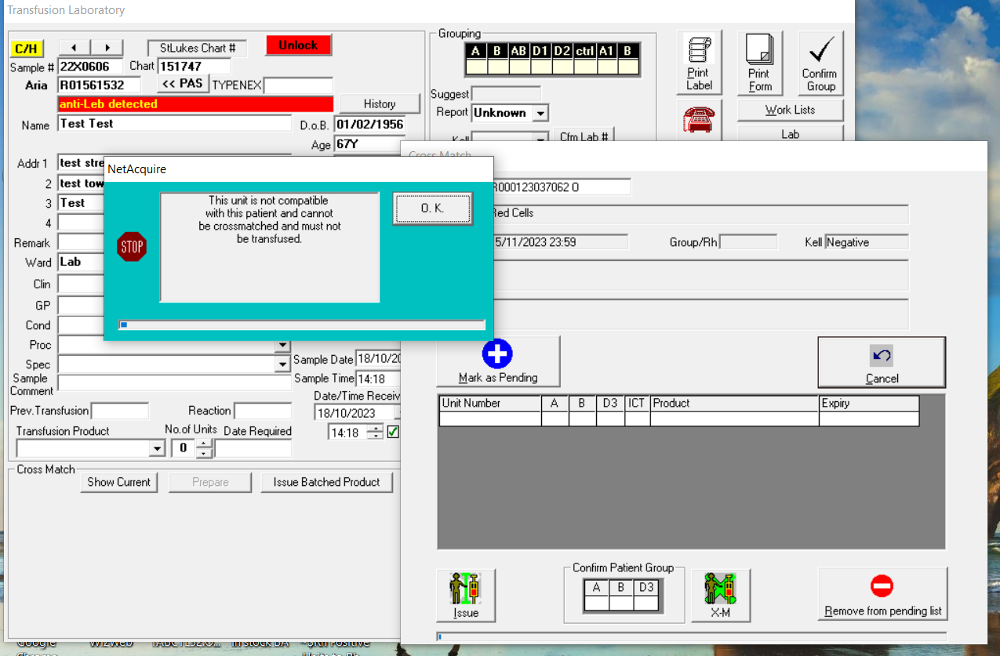 Transfusion Laboratory
C/H
StLukes Chart #
Unlock
Sample # 22X0606 Chart 151747
Aria R01561532 << PAS TYPENEX
anti-Leb detected
History
Name Test Test D.o.B. 01/02/1956
Age 67Y
Addr 1 test stre
2 test tow
3 Test
4
Remark
Ward Lab
Clin
GP
Cond
Proc
Spec
Sample
Comment
Sample Date 18/10/20
Sample Time 14:18
Date/Time Receiv
18/10/2023
14:18
Prev.Transfusion Reaction
Transfusion Product No.of Units Date Required
0
Cross Match
Show Current Prepare Issue Batched Product
Grouping
A B AB D1 D2 ctrl A1 B
Suggest
Report Unknown
Kell Cfm Lab #
Print
Label
Print
Form
Confirm
Group
Work Lists
Lab
NetAcquire
This unit is not compatible
with this patient and cannot
be crossmatched and must not
be transfused.
O. K.
STOP
Cross Match
R000123037062 O
Red Cells
5/11/2023 23:59 Group/Rh Kell Negative
Mark as Pending
Cancel
Unit Number A B D3 ICT Product Expiry
Issue
Confirm Patient Group
A B D3
X-M
Remove from pending list
Google WizWeb In stock
Chrome